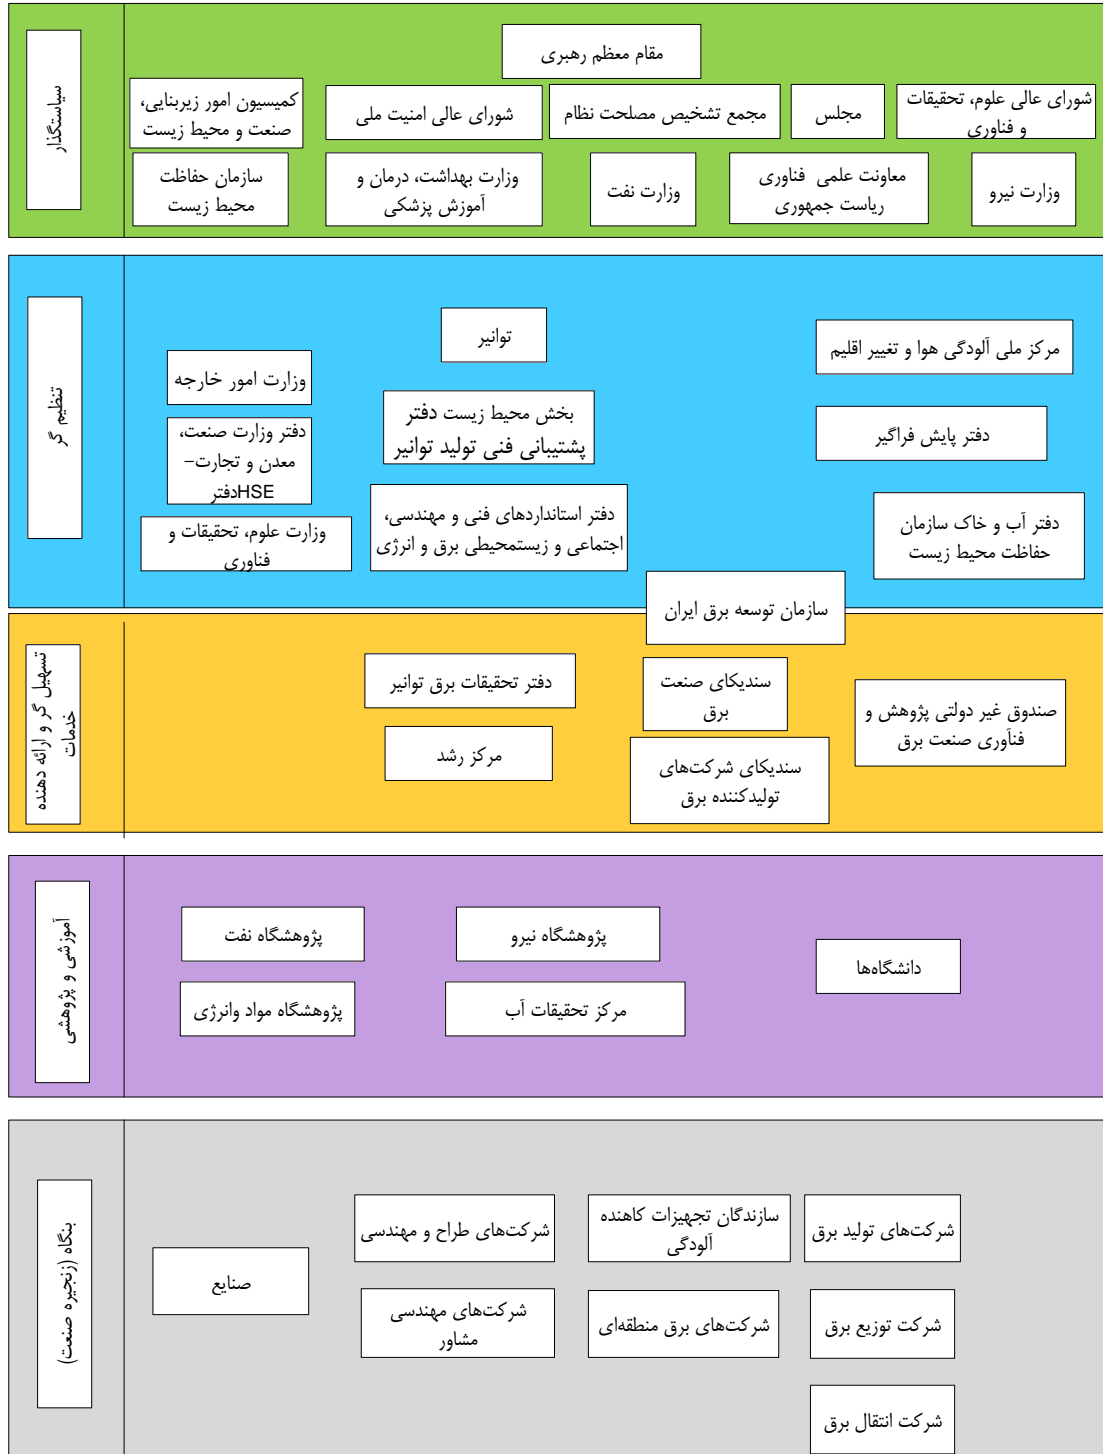 سیاستگذار
مقام معظم رهبری
شورای عالی علوم، تحقیقات
و فناوری
مجلس
مجمع تشخیص مصلحت نظام
شورای عالی امنیت ملی
کمیسیون امور زیربنایی،
صنعت و محیط زیست
وزارت نیرو
معاونت علمی فناوری
ریاست جمهوری
وزارت نفت
وزارت بهداشت، درمان و
آموزش پزشکی
سازمان حفاظت
محیط زیست
تنظیم گر
مرکز ملی آلودگی هوا و تغییر اقلیم
دفتر پایش فراگیر
دفتر آب و خاک سازمان
حفاظت محیط زیست
توانیر
بخش محیط زیست دفتر
پشتیبانی فنی تولید توانیر
دفتر استانداردهای فنی و مهندسی،
اجتماعی و زیستمحیطی برق و انرژی
وزارت امور خارجه
دفتر وزارت صنعت،
معدن و تجارت–
HSEدفتر
وزارت علوم، تحقیقات و
فناوری
سازمان توسعه برق ایران
تسهیل گر و ارائه دهنده
خدمات
صندوق غیر دولتی پژوهش و
فنآوری صنعت برق
سندیکای صنعت
برق
سندیکای شرکت‌های
تولیدکننده برق
دفتر تحقیقات برق توانیر
مرکز رشد
آموزشی و پژوهشی
دانشگاه‌ها
پژوهشگاه نیرو
مرکز تحقیقات آب
پژوهشگاه نفت
پژوهشگاه مواد وانرژی
بنگاه (زنجیره صنعت)
شرکت‌های تولید برق
شرکت توزیع برق
شرکت انتقال برق
سازندگان تجهیزات کاهنده
آلودگی
شرکت‌های برق منطقه‌ای
شرکت‌های طراح و مهندسی
شرکت‌های مهندسی
مشاور
صنایع